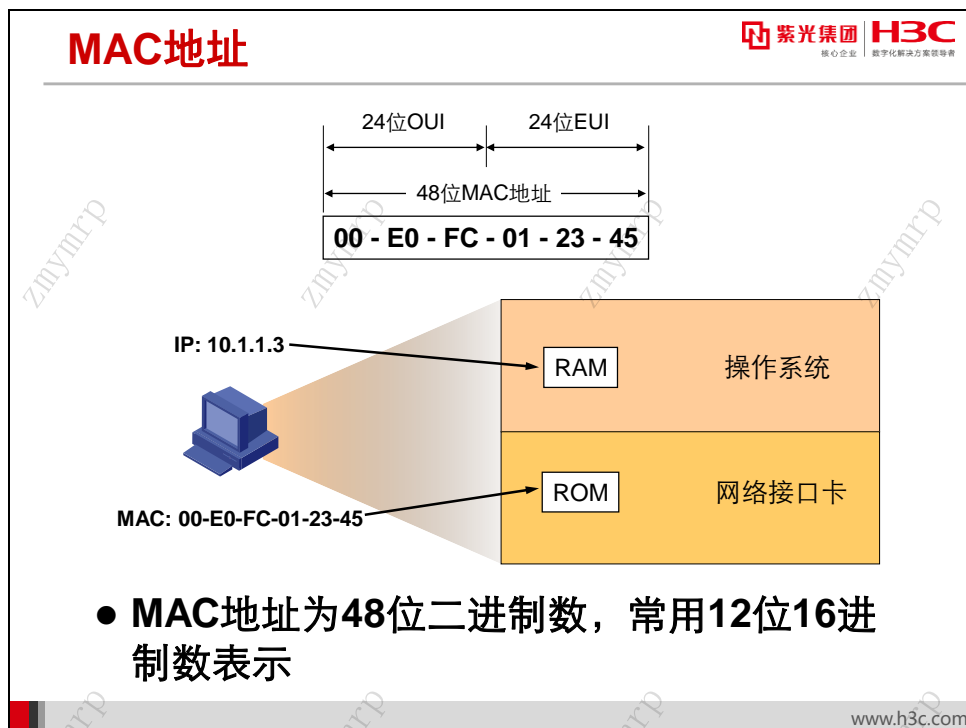 MAC地址
紫光集团 H3C
核心企业 数字化解决方案领导者
24位OUI 24位EUI
48位MAC地址
00 - E0 - FC - 01 - 23 - 45
zmymrp zmymrp zmymrp zmymrp
IP: 10.1.1.3
RAM 操作系统
ROM 网络接口卡
MAC: 00-E0-FC-01-23-45
● MAC地址为48位二进制数，常用12位16进
制数表示
www.h3c.com